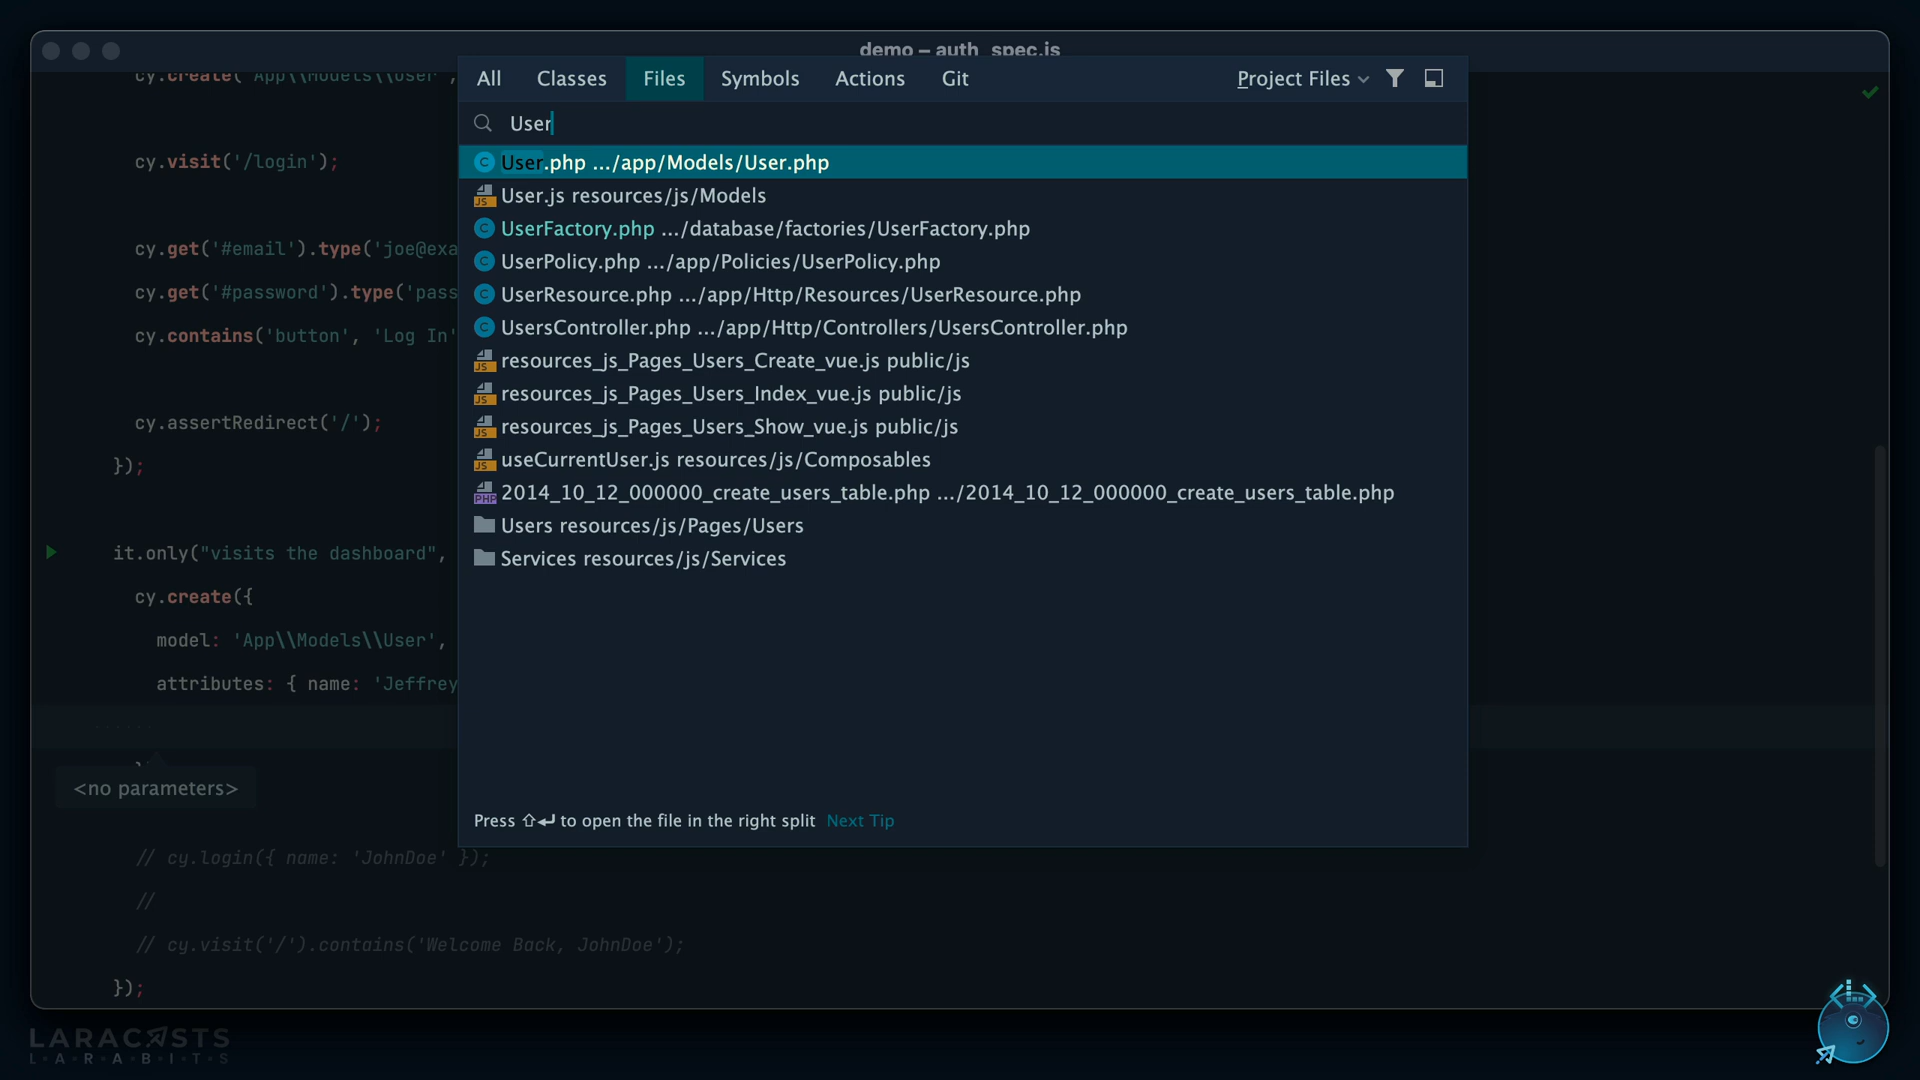 demo – auth_spec.js
cy.create('App\\Models\\User',
All Classes Files Symbols Actions Git Project Files
User
cy.visit('/login');
User.php .../app/Models/User.php
User.js resources/js/Models
UserFactory.php .../database/factories/UserFactory.php
cy.get('#email').type('joe@exa
UserPolicy.php .../app/Policies/UserPolicy.php
cy.get('#password').type('pass
UserResource.php .../app/Http/Resources/UserResource.php
cy.contains('button', 'Log In'
UsersController.php .../app/Http/Controllers/UsersController.php
resources_js_Pages_Users_Create_vue.js public/js
resources_js_Pages_Users_Index_vue.js public/js
cy.assertRedirect('/');
resources_js_Pages_Users_Show_vue.js public/js
});
useCurrentUser.js resources/js/Composables
2014_10_12_000000_create_users_table.php .../2014_10_12_000000_create_users_table.php
Users resources/js/Pages/Users
it.only("visits the dashboard",
Services resources/js/Services
cy.create({
model: 'App\\Models\\User',
attributes: { name: 'Jeffrey
<no parameters>
Press ⇧↵ to open the file in the right split Next Tip
// cy.login({ name: 'JohnDoe' });
//
// cy.visit('/').contains('Welcome Back, JohnDoe');
});
LARACASTS
L·A·R·A·B·I·T·S